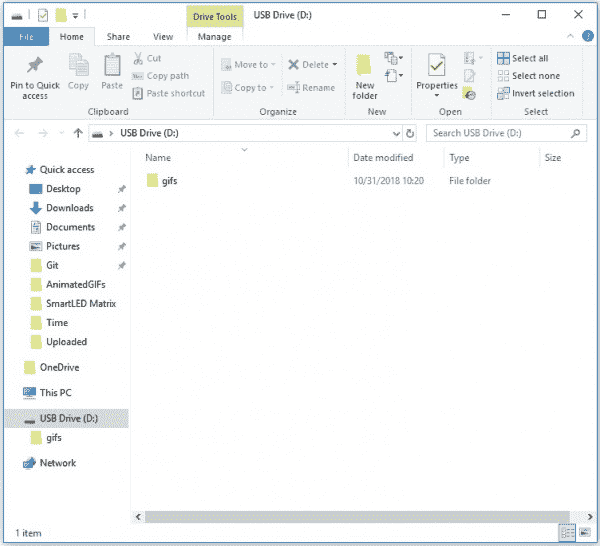 Drive Tools USB Drive (D:)
File Home Share View Manage
Pin to Quick access
Copy
Paste
Cut
Copy path
Paste shortcut
Clipboard
Move to
Copy to
Delete
Rename
Organize
New folder
New
Properties
Open
Select all
Select none
Invert selection
Select
USB Drive (D:)
Search USB Drive (D:)
Name Date modified Type Size
gifs 10/31/2018 10:20 File folder
Quick access
Desktop
Downloads
Documents
Pictures
Git
AnimatedGIFs
SmartLED Matrix
Time
Uploaded
OneDrive
This PC
USB Drive (D:)
gifs
Network
1 item